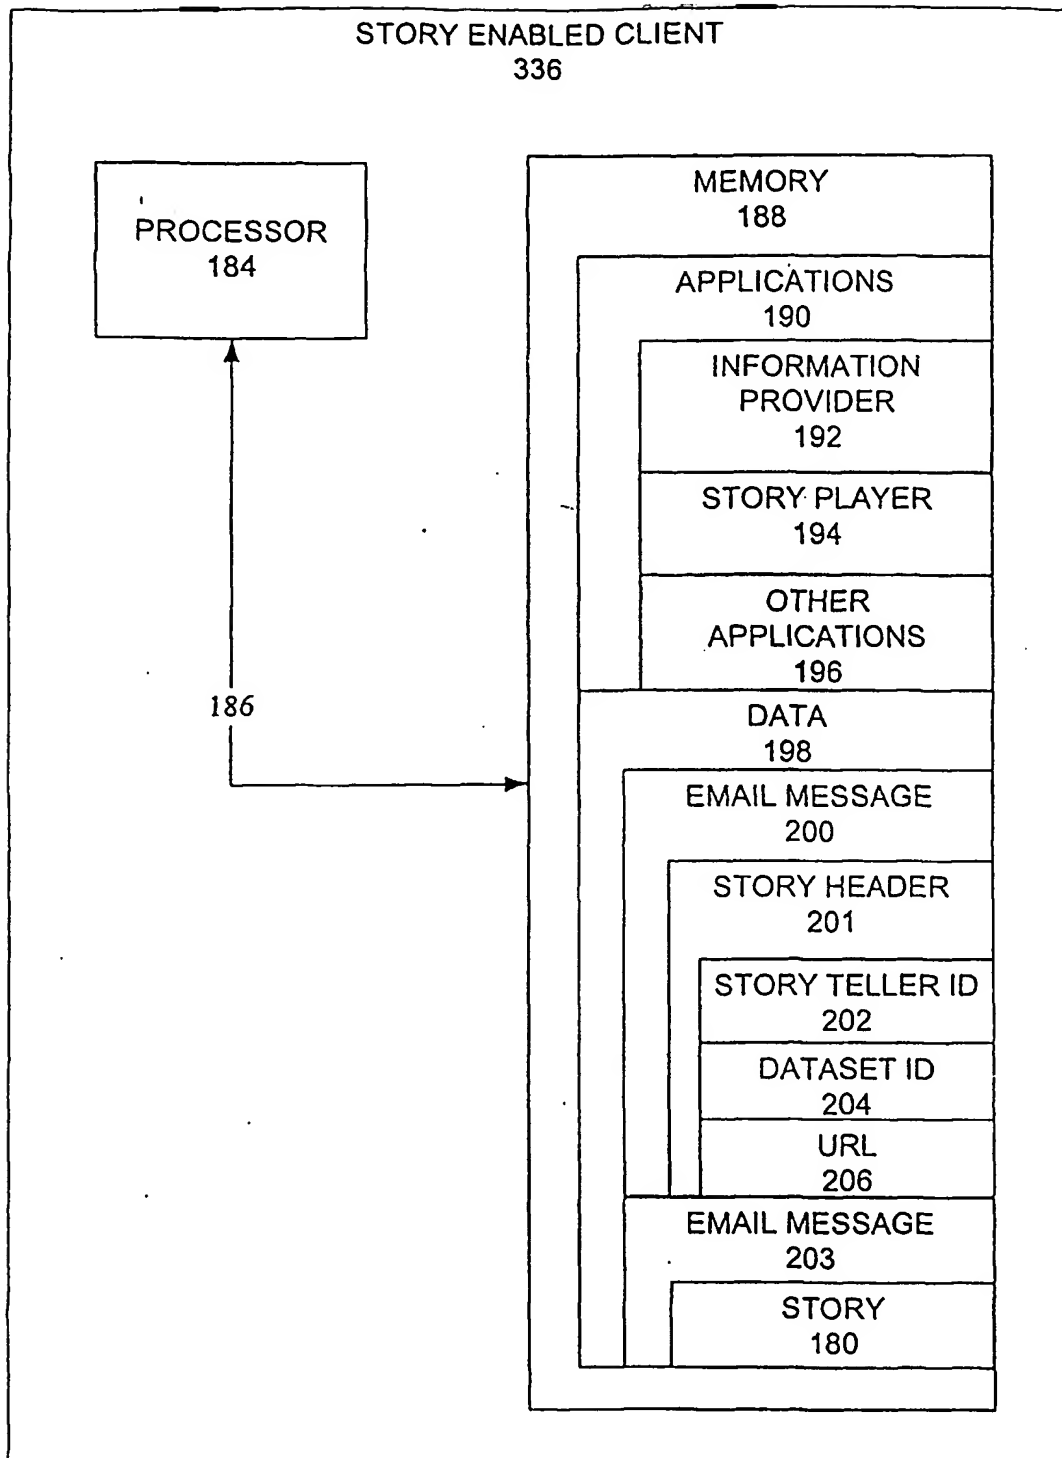 STORY ENABLED CLIENT
336
PROCESSOR
184
186
MEMORY
188
APPLICATIONS
190
INFORMATION
PROVIDER
192
STORY PLAYER
194
OTHER
APPLICATIONS
196
DATA
198
EMAIL MESSAGE
200
STORY HEADER
201
STORY TELLER ID
202
DATASET ID
204
URL
206
EMAIL MESSAGE
203
STORY
180